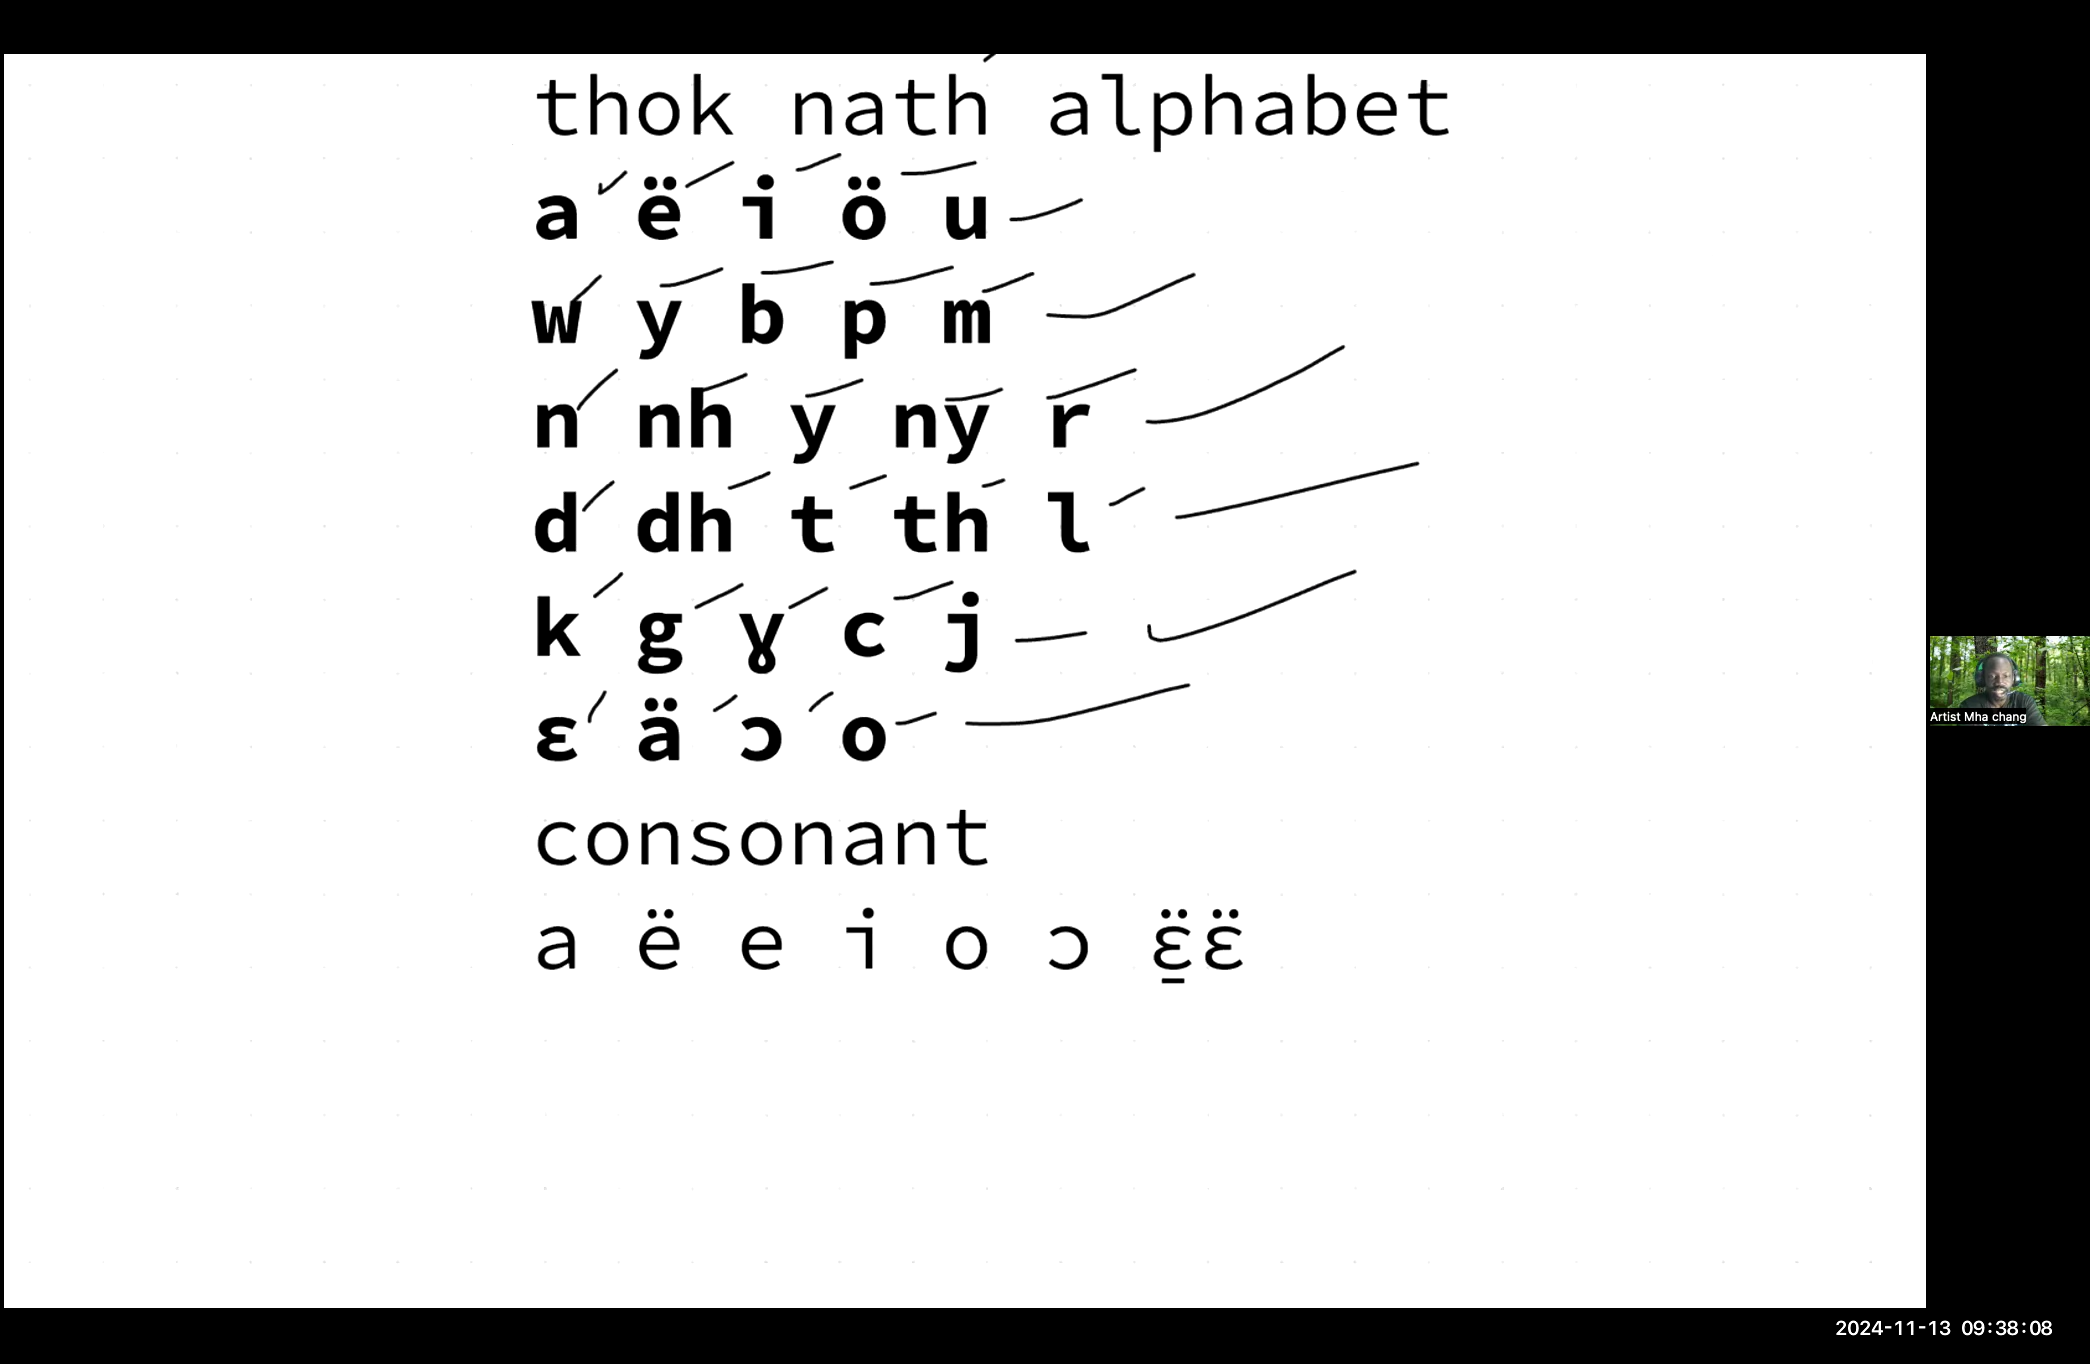 thok nath alphabet
a ë i ö u
w y b p m
n nh y ny r
d dh t th l
k g ɣ c j
ɛ ä ɔ o
consonant
a ë e i o ɔ ɛ̱̈ɛ̈
Artist Mha chang
2024-11-13 09:38:08